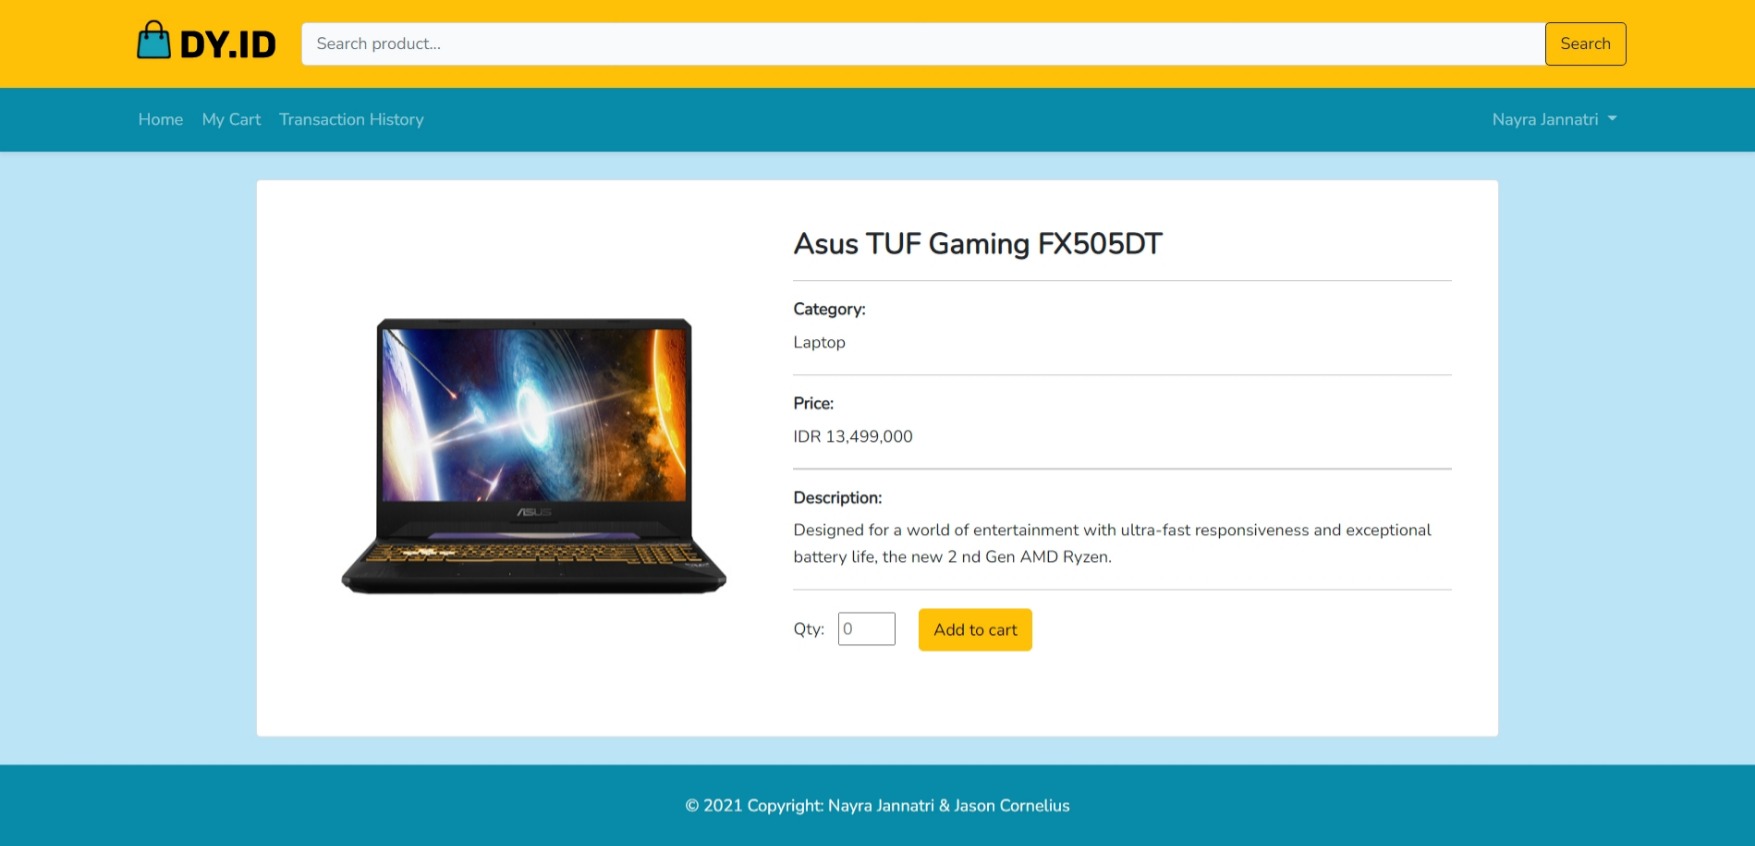 DY.ID
Search product...
Search
Home
My Cart
Transaction History
Nayra Jannatri
Asus TUF Gaming FX505DT
Category:
Laptop
Price:
IDR 13,499,000
Description:
Designed for a world of entertainment with ultra-fast responsiveness and exceptional
battery life, the new 2 nd Gen AMD Ryzen.
ASUS
Qty:
0
Add to cart
© 2021 Copyright: Nayra Jannatri & Jason Cornelius